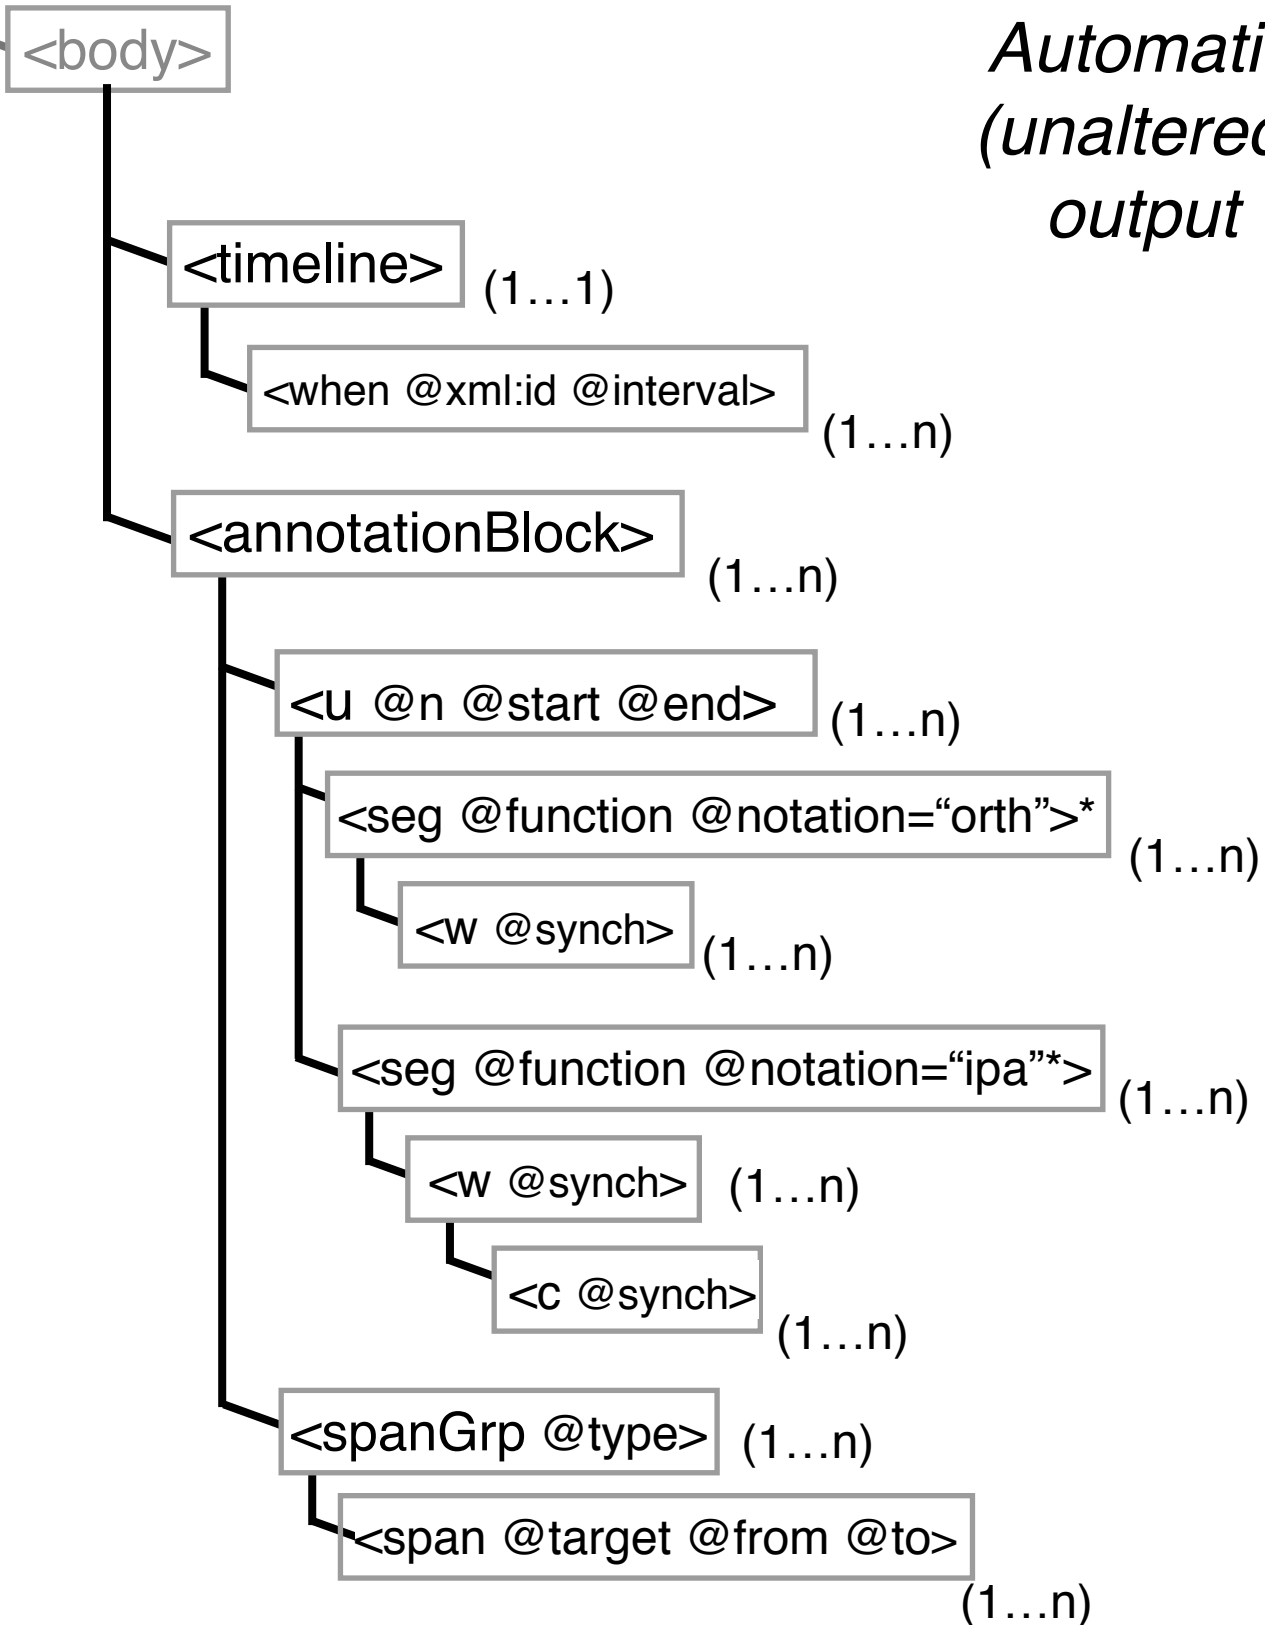 <body>
Automati
(unaltered
output
<timeline> (1…1)
<when @xml:id @interval> (1…n)
<annotationBlock> (1…n)
<u @n @start @end> (1…n)
<seg @function @notation=“orth”>* (1…n)
<w @synch> (1…n)
<seg @function @notation=“ipa”*> (1…n)
<w @synch> (1…n)
<c @synch> (1…n)
<spanGrp @type> (1…n)
<span @target @from @to> (1…n)